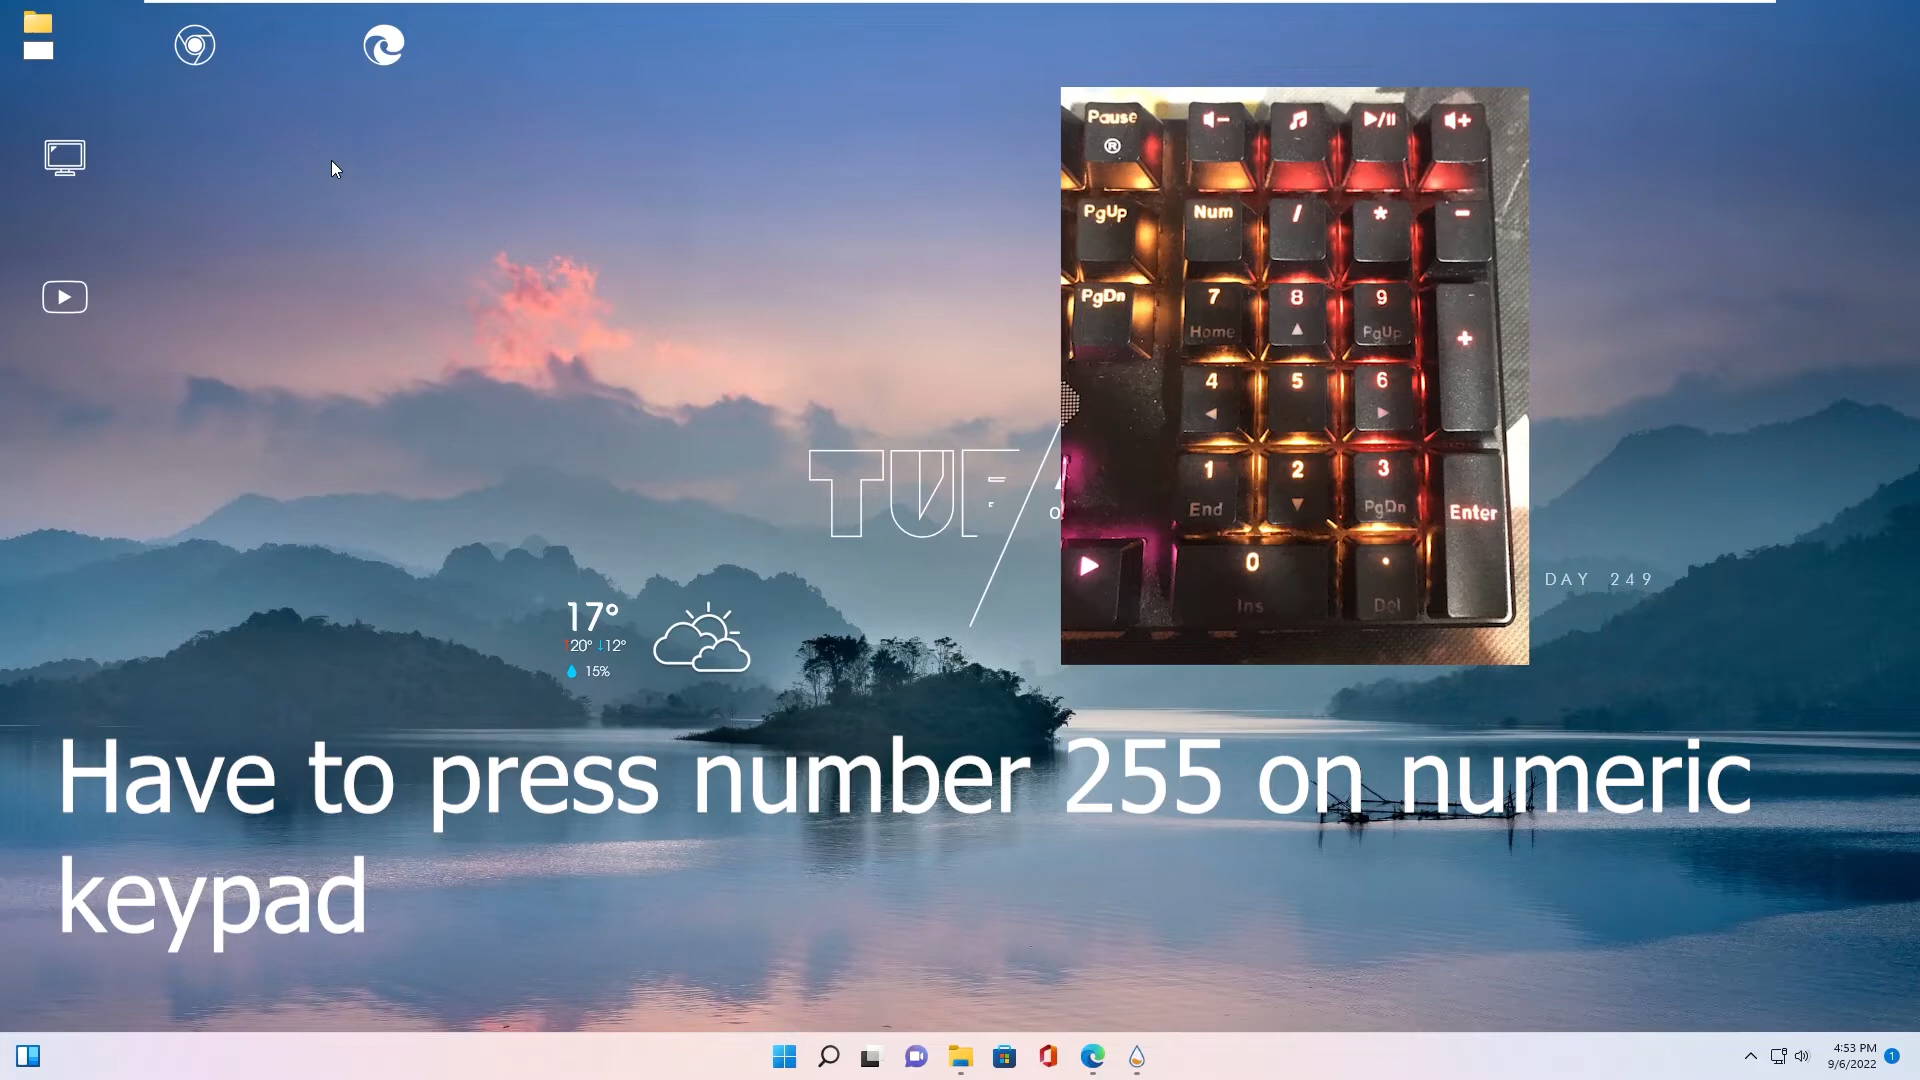 TUE
17°
↑20° ↓12°
15%
DAY 249
Pause
®
PgUp
Num
/
*
-
PgDn
7
8
9
Home
PgUp
+
4
5
6
1
2
3
End
PgDn
Enter
0
.
Ins
Del
Have to press number 255 on numeric
keypad
4:53 PM
9/6/2022
1